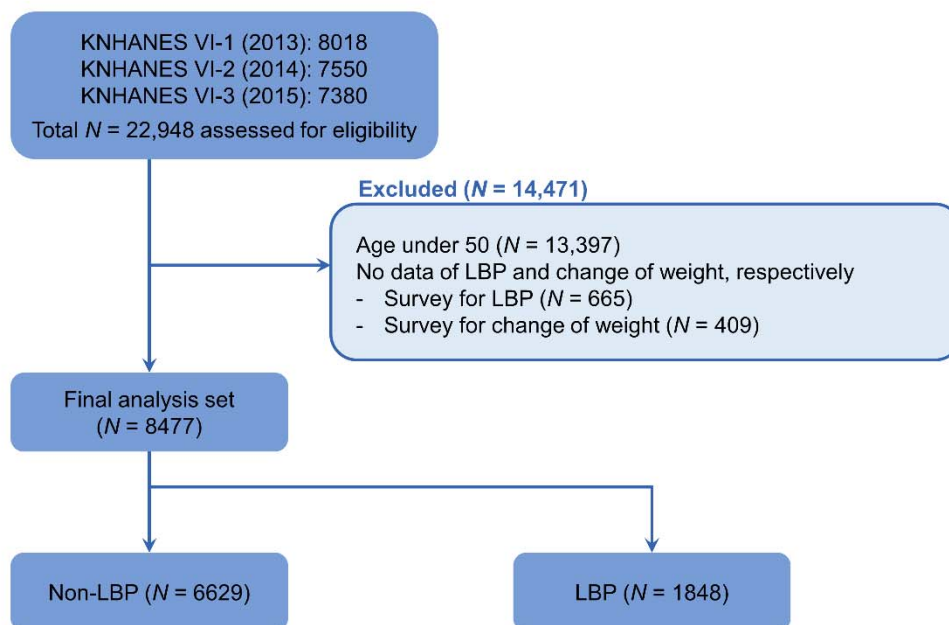 KNHANES VI-1 (2013): 8018
KNHANES VI-2 (2014): 7550
KNHANES VI-3 (2015): 7380
Total N = 22,948 assessed for eligibility
Excluded (N = 14,471)
Age under 50 (N = 13,397)
No data of LBP and change of weight, respectively
- Survey for LBP (N = 665)
- Survey for change of weight (N = 409)
Final analysis set
(N = 8477)
Non-LBP (N = 6629)
LBP (N = 1848)